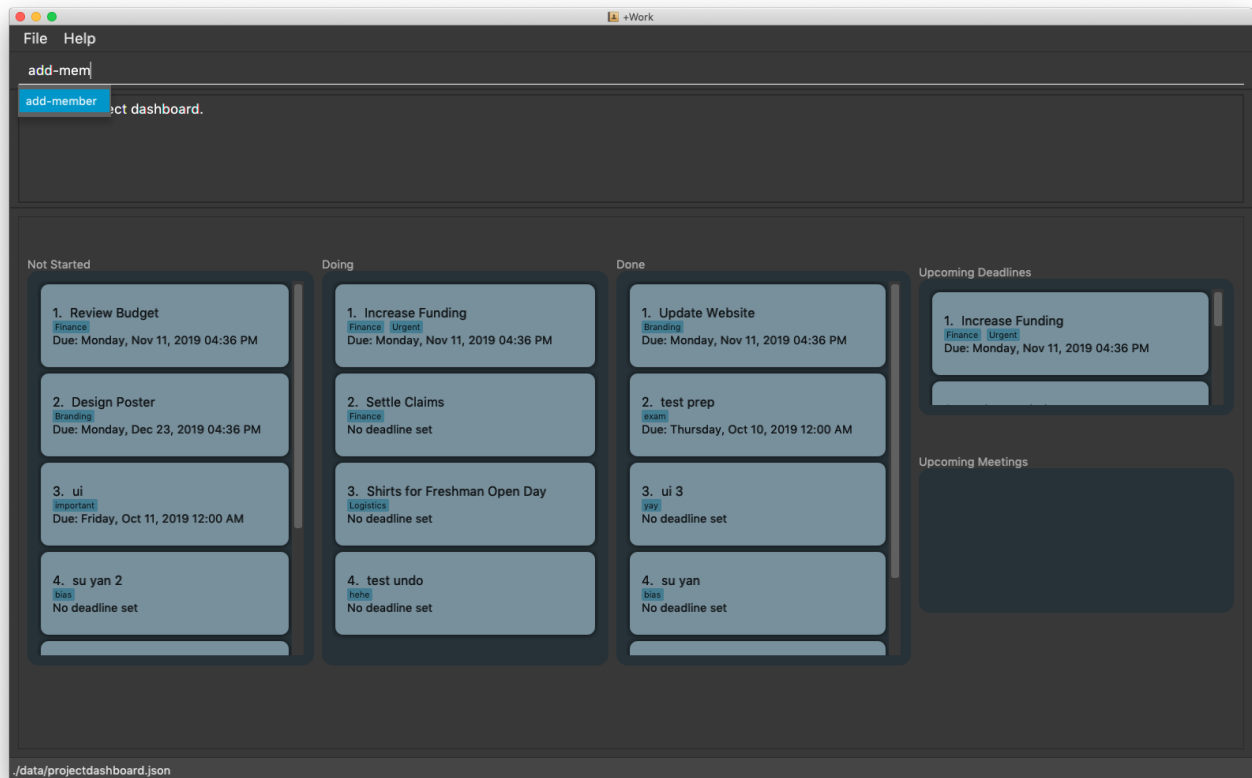 +Work
File Help
add-mem
add-member
ect dashboard.
Not Started
1. Review Budget
Finance
Due: Monday, Nov 11, 2019 04:36 PM
2. Design Poster
Branding
Due: Monday, Dec 23, 2019 04:36 PM
3. ui
important
Due: Friday, Oct 11, 2019 12:00 AM
4. su yan 2
bias
No deadline set
Doing
1. Increase Funding
Finance Urgent
Due: Monday, Nov 11, 2019 04:36 PM
2. Settle Claims
Finance
No deadline set
3. Shirts for Freshman Open Day
Logistics
No deadline set
4. test undo
hehe
No deadline set
Done
1. Update Website
Branding
Due: Monday, Nov 11, 2019 04:36 PM
2. test prep
exam
Due: Thursday, Oct 10, 2019 12:00 AM
3. ui 3
yay
No deadline set
4. su yan
bias
No deadline set
Upcoming Deadlines
1. Increase Funding
Finance Urgent
Due: Monday, Nov 11, 2019 04:36 PM
Upcoming Meetings
./data/projectdashboard.json